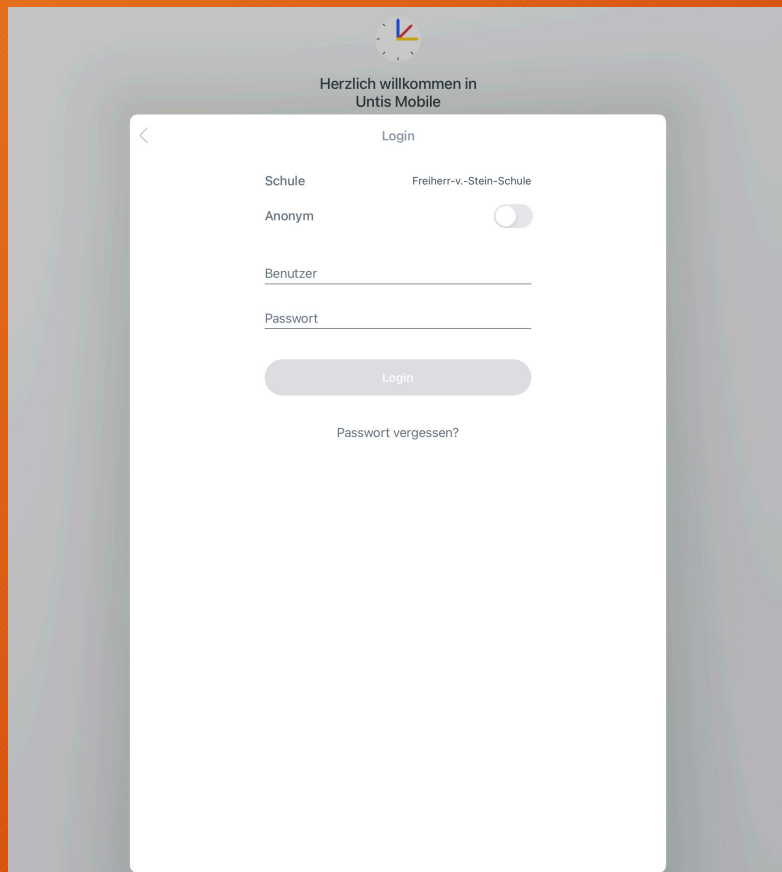 Herzlich willkommen in
Untis Mobile
Login
Schule Freiherr-v.-Stein-Schule
Anonym
Benutzer
Passwort
Login
Passwort vergessen?